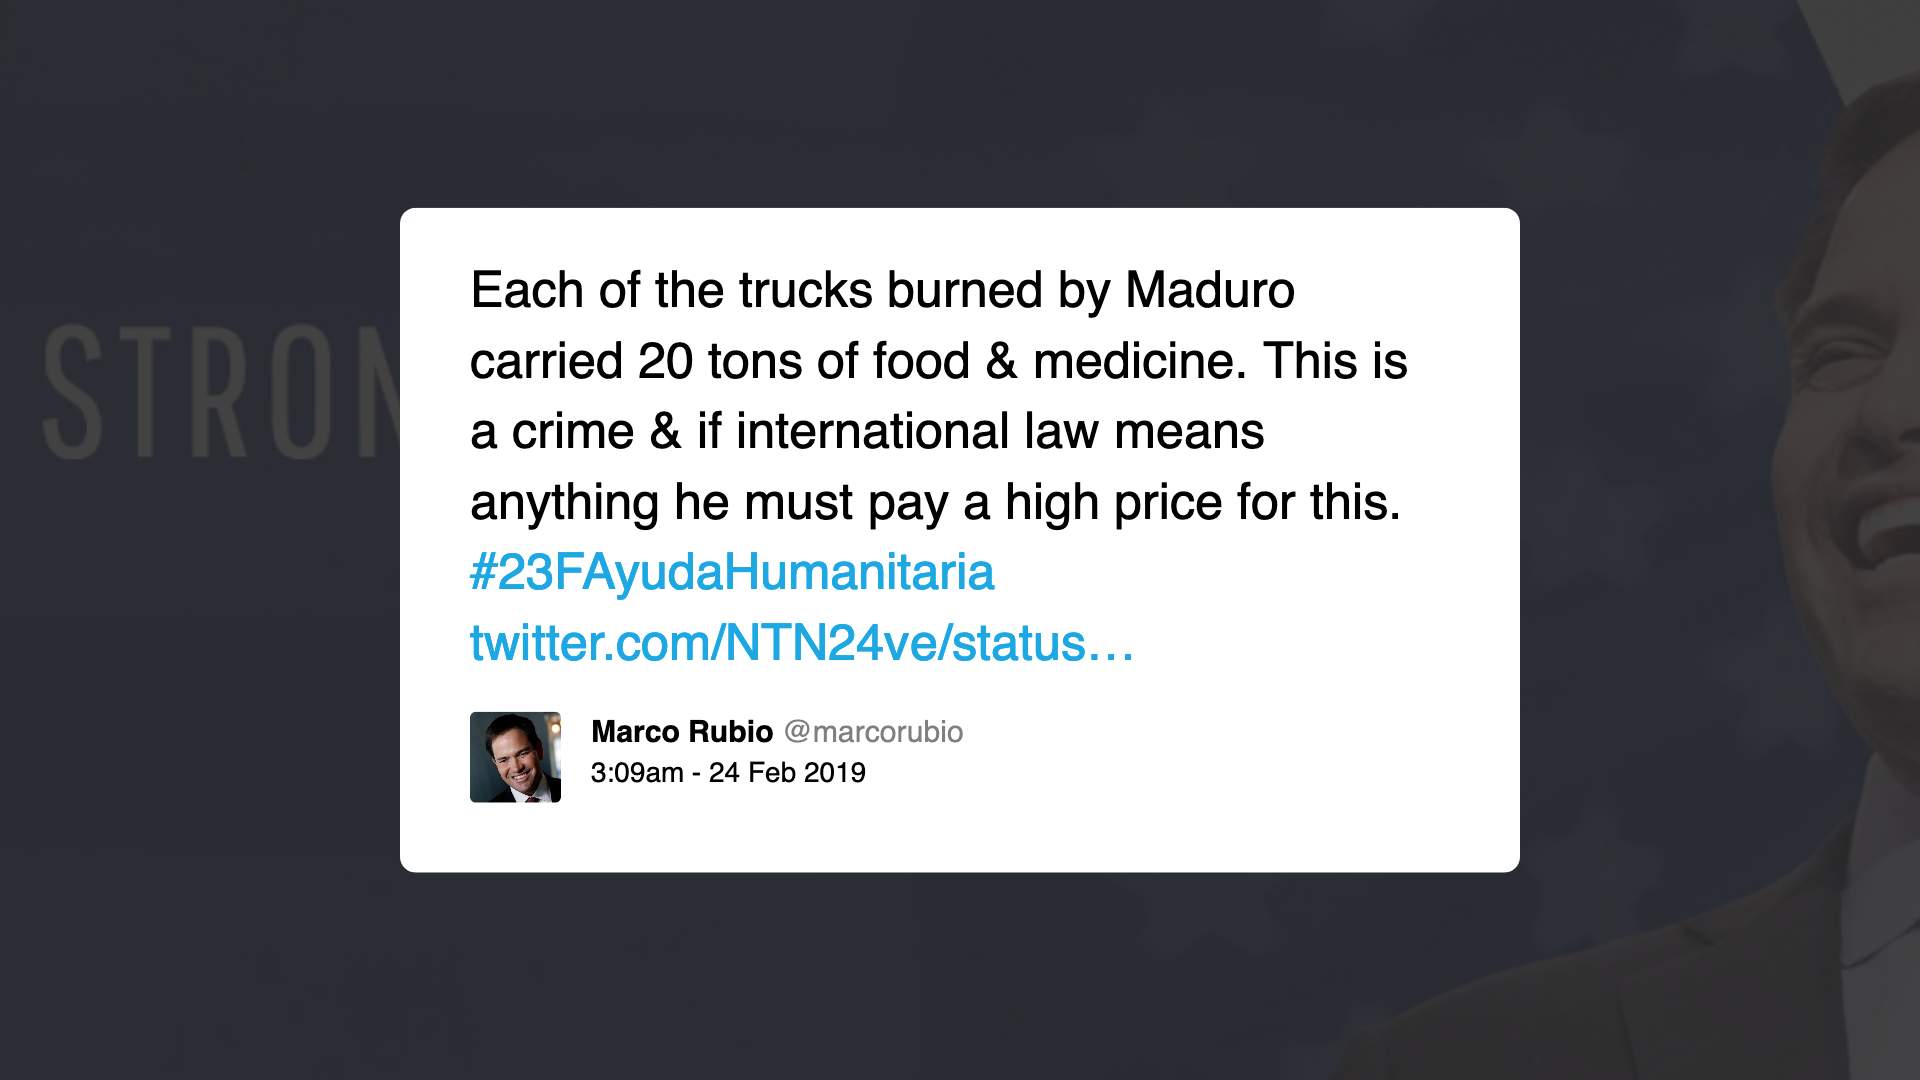 Each of the trucks burned by Maduro
carried 20 tons of food & medicine. This is
a crime & if international law means
anything he must pay a high price for this.
#23FAyudaHumanitaria
twitter.com/NTN24ve/status…
Marco Rubio @marcorubio
3:09am - 24 Feb 2019
STRON